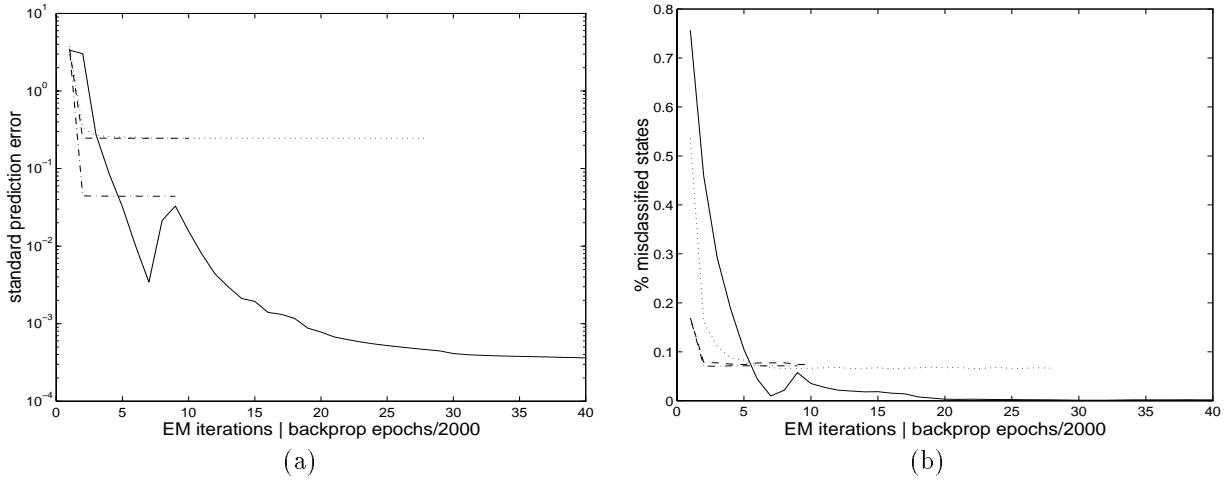 10^1
10^0
10^-1
10^-2
10^-3
10^-4
standard prediction error
0 5 10 15 20 25 30 35 40
EM iterations | backprop epochs/2000
(a)
0.8
0.7
0.6
0.5
0.4
0.3
0.2
0.1
0
% misclassified states
0 5 10 15 20 25 30 35 40
EM iterations | backprop epochs/2000
(b)